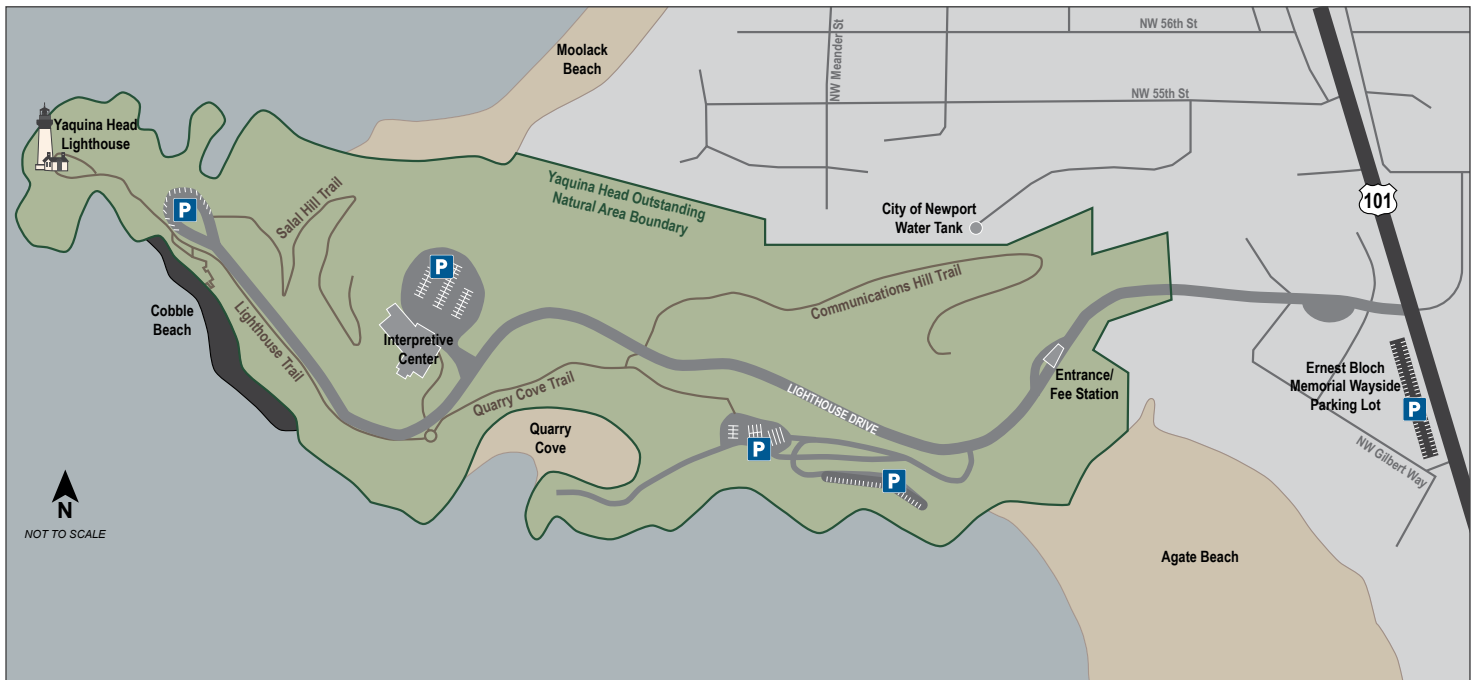 NW 56th St
NW Meander St
NW 55th St
Moolack
Beach
Yaquina Head
Lighthouse
Yaquina Head Outstanding
Natural Area Boundary
Salal Hill Trail
P
101
City of Newport
Water Tank
P
Communications Hill Trail
Cobble
Beach
Lighthouse Trail
Interpretive
Center
Entrance/
Fee Station
Ernest Bloch
Memorial Wayside
Parking Lot
P
Quarry Cove Trail
LIGHTHOUSE DRIVE
Quarry
Cove
P
P
NW Gilbert Way
N
NOT TO SCALE
Agate Beach